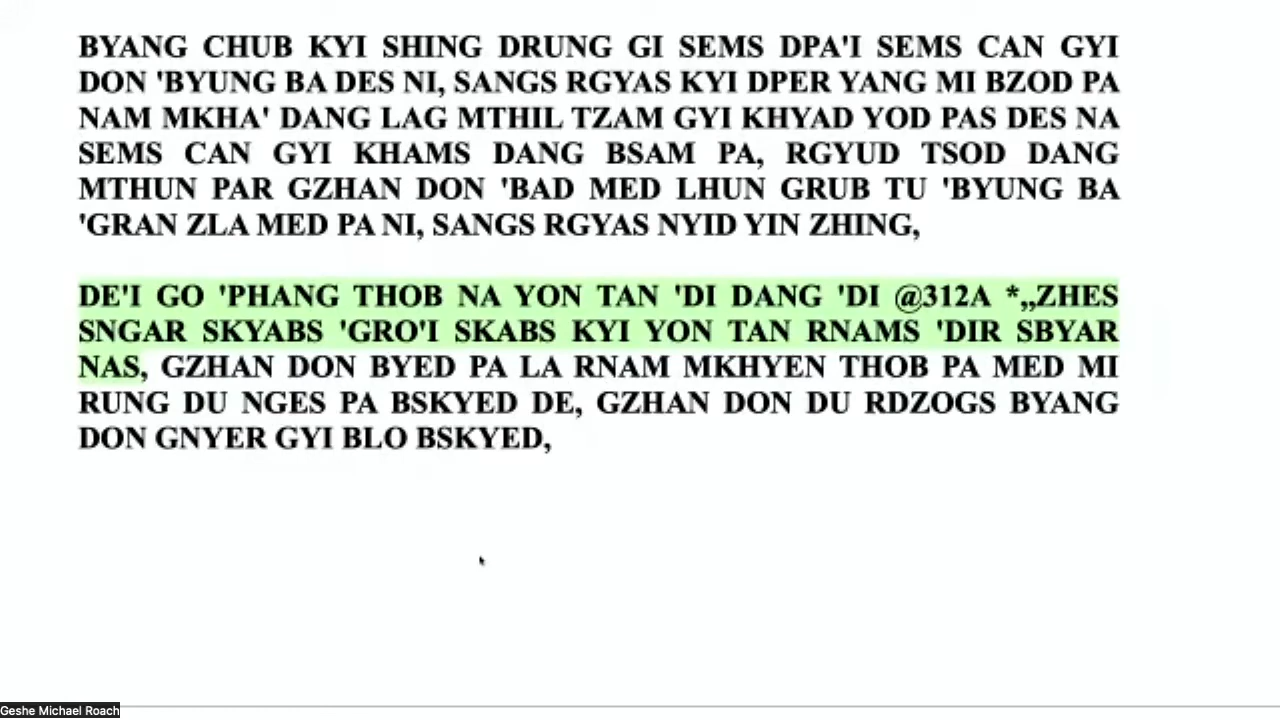 BYANG CHUB KYI SHING DRUNG GI SEMS DPA'I SEMS CAN GYI
DON 'BYUNG BA DES NI, SANGS RGYAS KYI DPER YANG MI BZOD PA
NAM MKHA' DANG LAG MTHIL TZAM GYI KHYAD YOD PAS DES NA
SEMS CAN GYI KHAMS DANG BSAM PA, RGYUD TSOD DANG
MTHUN PAR GZHAN DON 'BAD MED LHUN GRUB TU 'BYUNG BA
'GRAN ZLA MED PA NI, SANGS RGYAS NYID YIN ZHING,
DE'I GO 'PHANG THOB NA YON TAN 'DI DANG 'DI @312A *,,ZHES
SNGAR SKYABS 'GRO'I SKABS KYI YON TAN RNAMS 'DIR SBYAR
NAS, GZHAN DON BYED PA LA RNAM MKHYEN THOB PA MED MI
RUNG DU NGES PA BSKYED DE, GZHAN DON DU RDZOGS BYANG
DON GNYER GYI BLO BSKYED,
Geshe Michael Roach